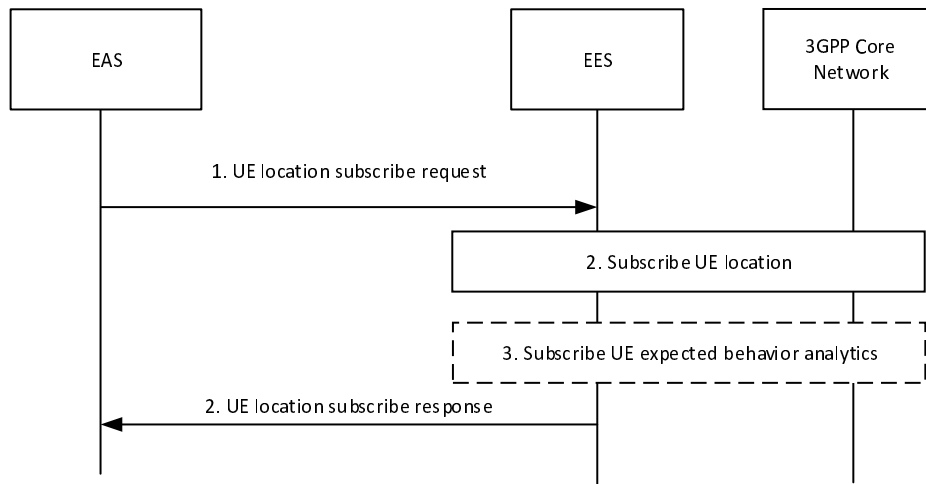 EAS
EES
3GPP Core
Network
1. UE location subscribe request
2. Subscribe UE location
3. Subscribe UE expected behavior analytics
2. UE location subscribe response